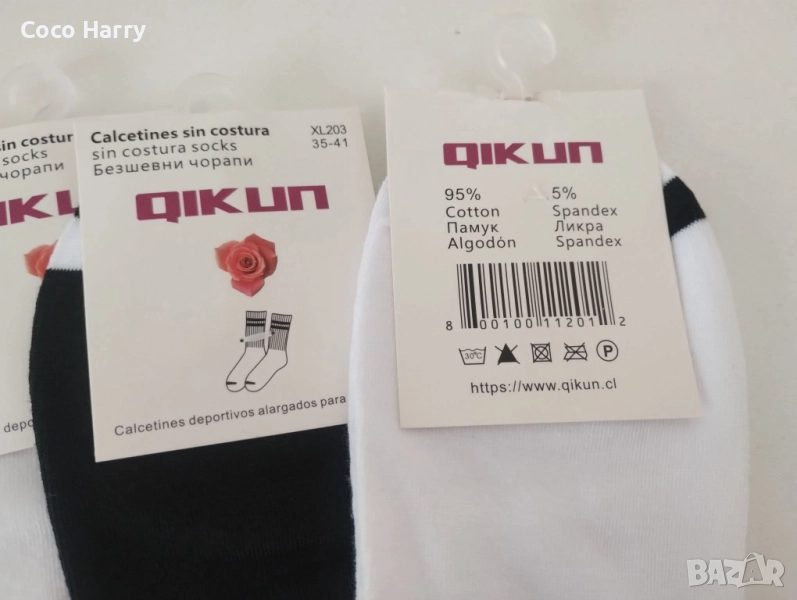 Coco Harry
sin costura
socks
чорапи
Calcetines sin costura
sin costura socks
Безшевни чорапи
XL203
35-41
QIKUN
Calcetines deportivos alargados para
QIKUN
95% 5%
Cotton Spandex
Памук Ликра
Algodón Spandex
8 00100 11201 2
30°C
P
https://www.qikun.cl
BAZAR